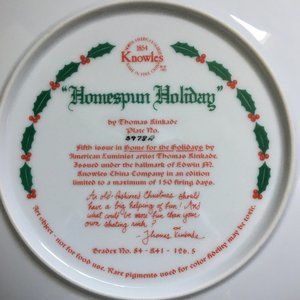 1854
Knowles
"Homespun Holiday"
by Thomas Kinkade
Plate No.
Fifth issue in Home for the Holidays by
American Luminist artist Thomas Kinkade.
Issued under the hallmark of Edwin M.
Knowles China Company in an edition
limited to a maximum of 150 firing days.
An old-fashioned Christmas should
have a big helping of fun! And
what could be more fun than your
own skating rink?
- Thomas Kinkade
Bradex No. 84 - K41 - 126.5
Art object - not for food use. Rare pigments used for color fidelity may be toxic.